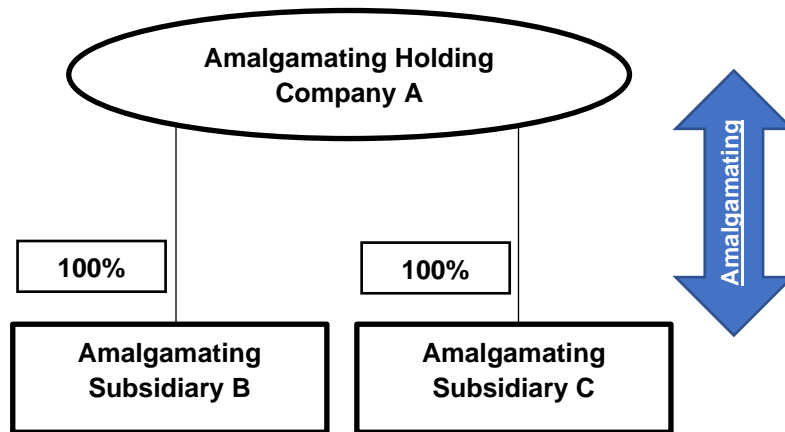 Amalgamating Holding
Company A
Amalgamating
100%
100%
Amalgamating
Subsidiary B
Amalgamating
Subsidiary C